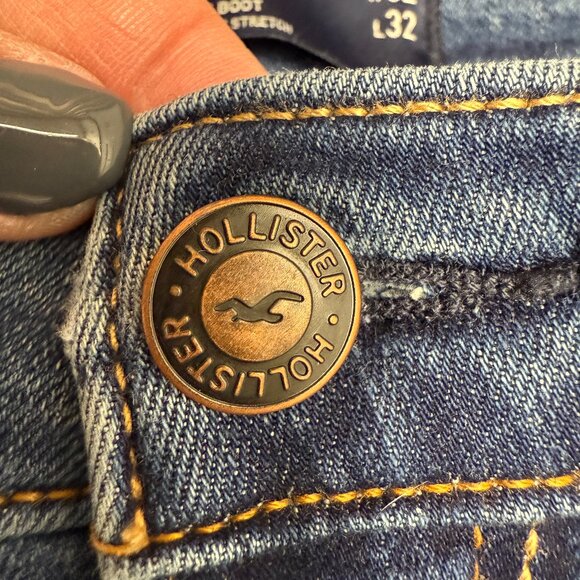 BOOT
STRETCH
L32
HOLLISTER · HOLLISTER ·